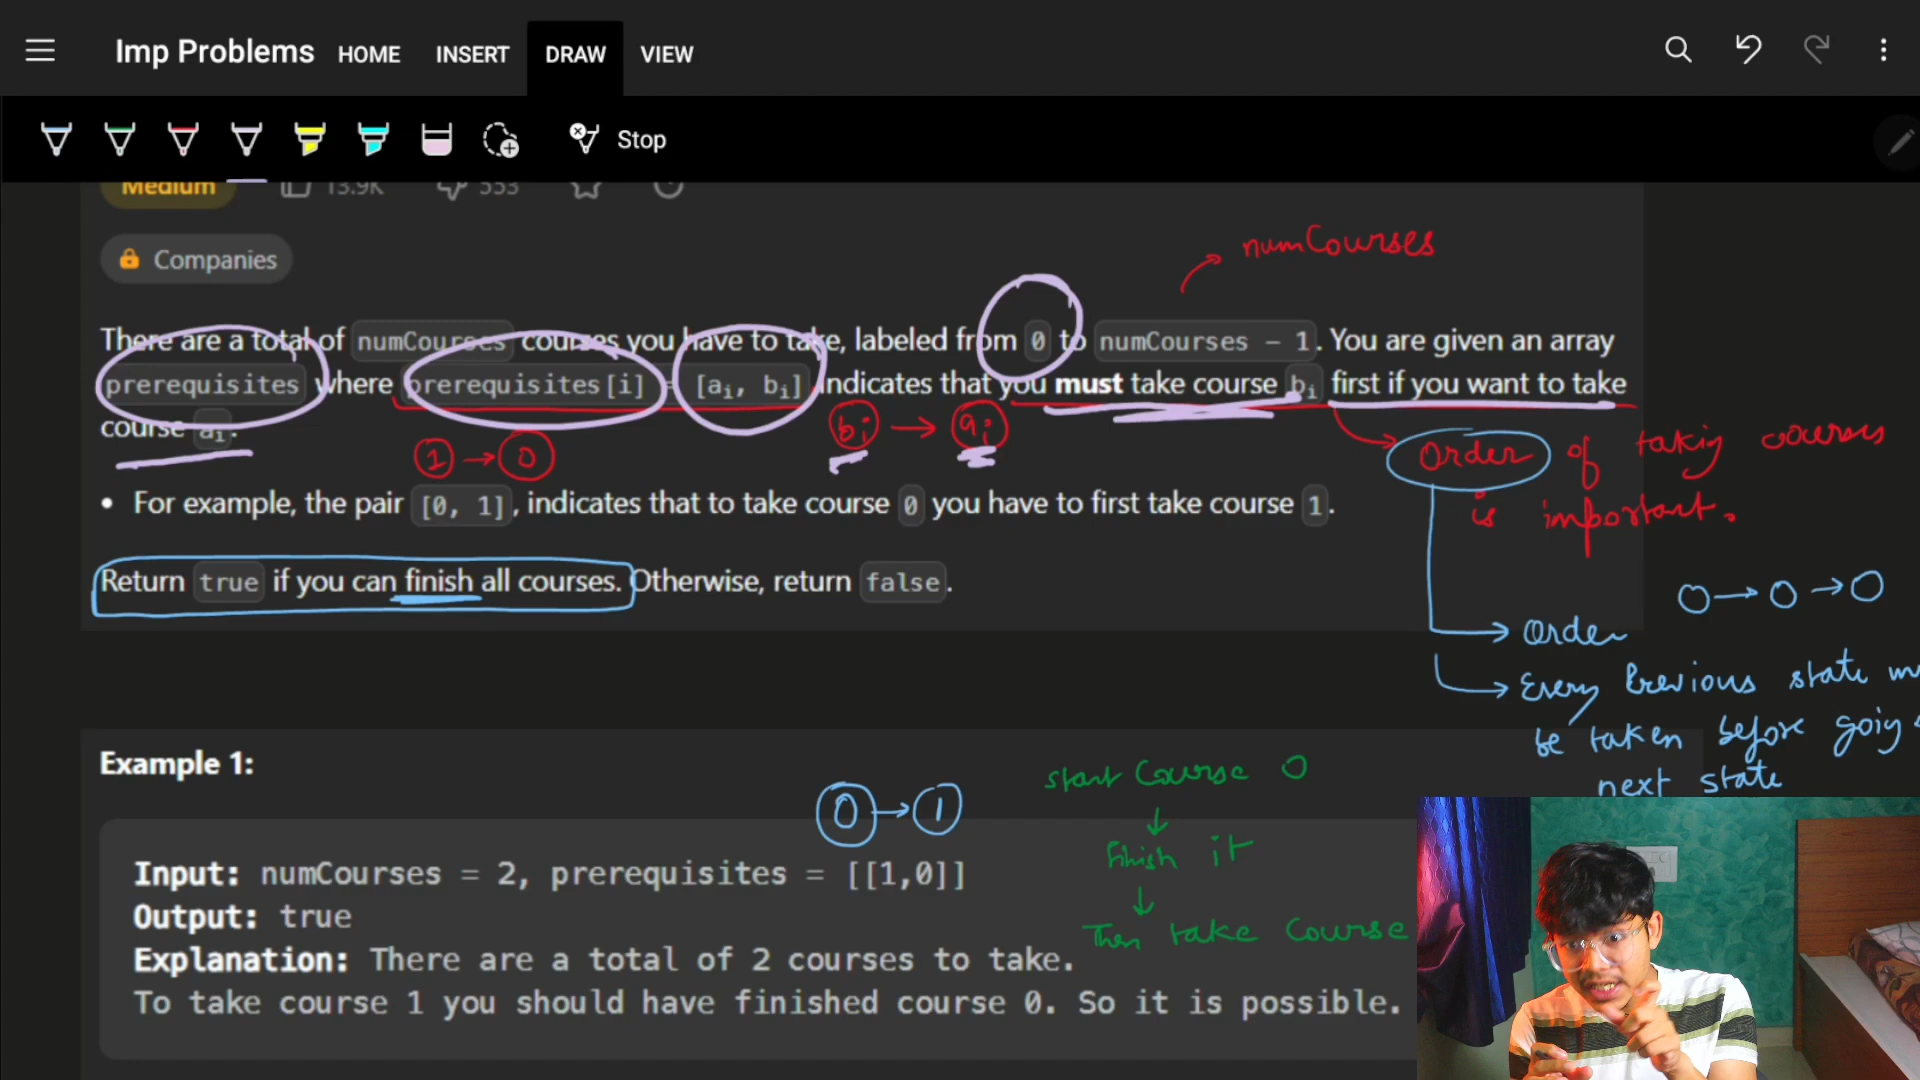 Imp Problems HOME INSERT DRAW VIEW
Stop
Medium 13.9K 553
Companies
numCourses
There are a total of numCourses courses you have to take, labeled from 0 to numCourses - 1. You are given an array
prerequisites where prerequisites[i] = [ai, bi] indicates that you must take course bi first if you want to take
course ai.
bi → ai
1 → 0
Order of taking courses
is important.
• For example, the pair [0, 1], indicates that to take course 0 you have to first take course 1.
Return true if you can finish all courses. Otherwise, return false.
Order
Every Previous state
be taken before goiy
next state
Example 1:
0 → 1
start Course 0
finish it
Then take Course
Input: numCourses = 2, prerequisites = [[1,0]]
Output: true
Explanation: There are a total of 2 courses to take.
To take course 1 you should have finished course 0. So it is possible.